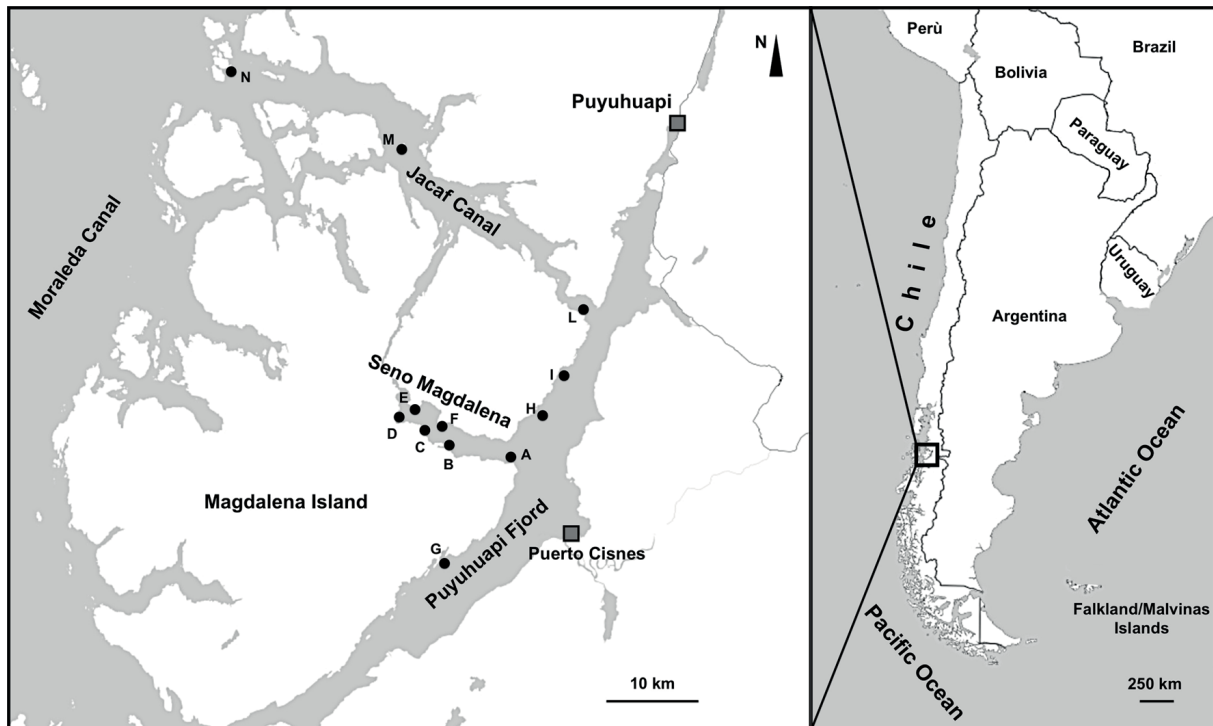 N
N
Puyuhuapi
M
Jacaf Canal
Moraleda Canal
L
I
Seno Magdalena
E
H
D
F
C
B
A
Magdalena Island
Puyuhuapi Fjord
G
Puerto Cisnes
10 km
Perù
Brazil
Bolivia
Paraguay
Chile
Uruguay
Argentina
Atlantic Ocean
Falkland/Malvinas
Islands
Pacific Ocean
250 km